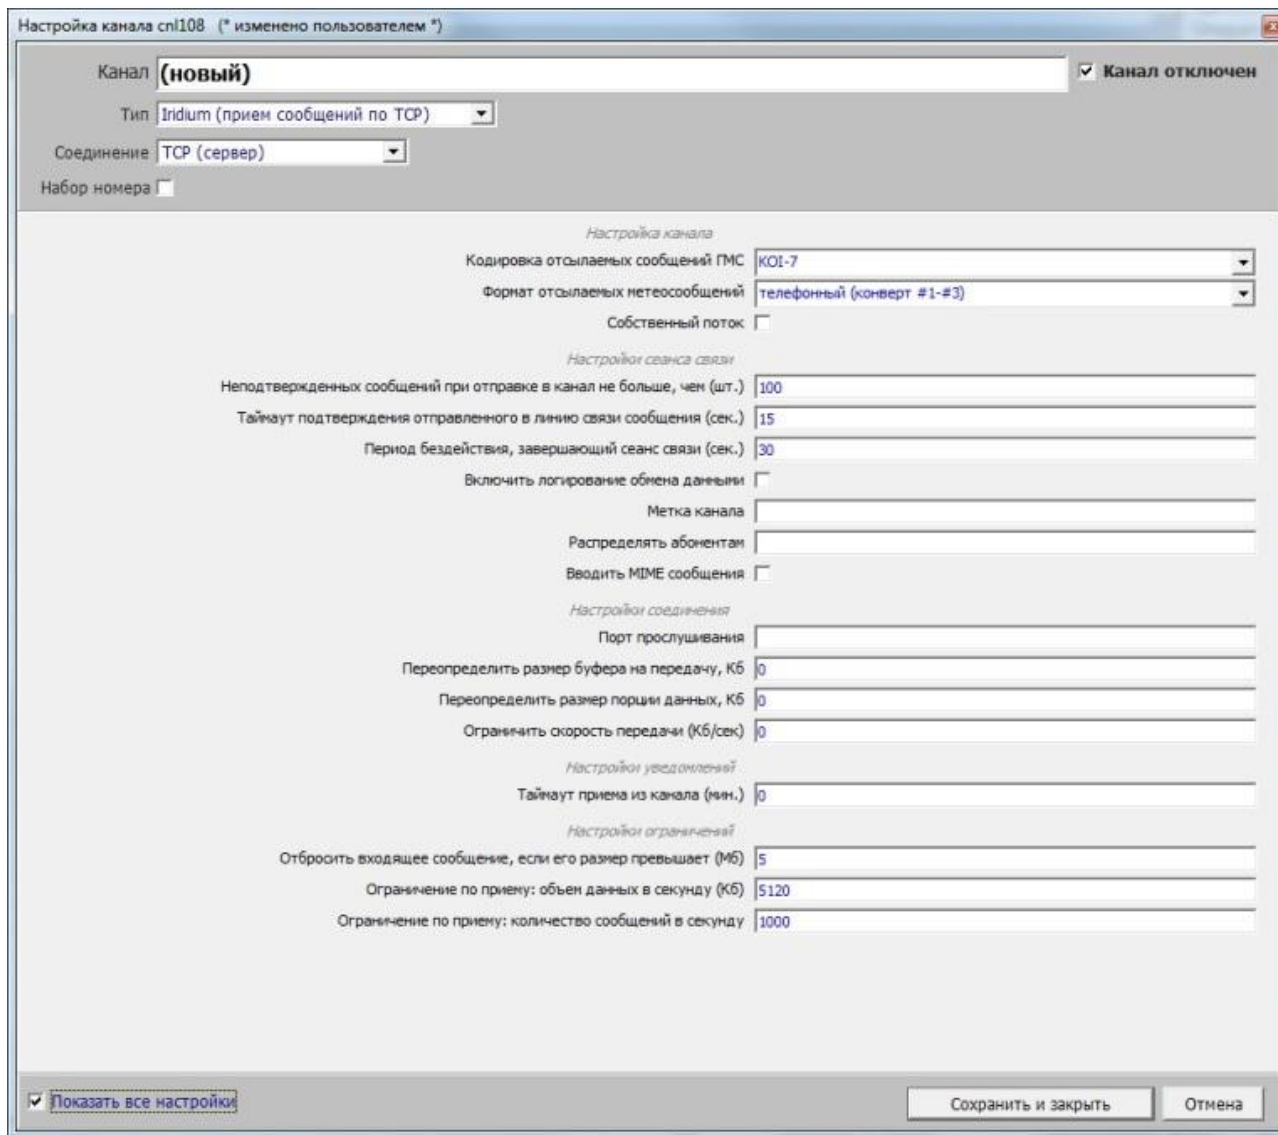 Настройка канала cnl108 (* изменено пользователем *)
Канал (новый) Канал отключен
Тип Iridium (прием сообщений по TCP)
Соединение TCP (сервер)
Набор номера
Настройка канала
Кодировка отсылаемых сообщений ГМС KOI-7
Формат отсылаемых метеосообщений телефонный (конверт #1-#3)
Собственный поток
Настройки сеанса связи
Неподтвержденных сообщений при отправке в канал не больше, чем (шт.) 100
Таймаут подтверждения отправленного в линию связи сообщения (сек.) 15
Период бездействия, завершающий сеанс связи (сек.) 30
Включить логирование обмена данными
Метка канала
Распределять абонентам
Вводить MIME сообщения
Настройки соединения
Порт прослушивания
Переопределить размер буфера на передачу, Кб 0
Переопределить размер порции данных, Кб 0
Ограничить скорость передачи (Кб/сек) 0
Настройки уведомлений
Таймаут приема из канала (мин.) 0
Настройки ограничений
Отбросить входящее сообщение, если его размер превышает (Мб) 5
Ограничение по приему: объем данных в секунду (Кб) 5120
Ограничение по приему: количество сообщений в секунду 1000
Показать все настройки Сохранить и закрыть Отмена